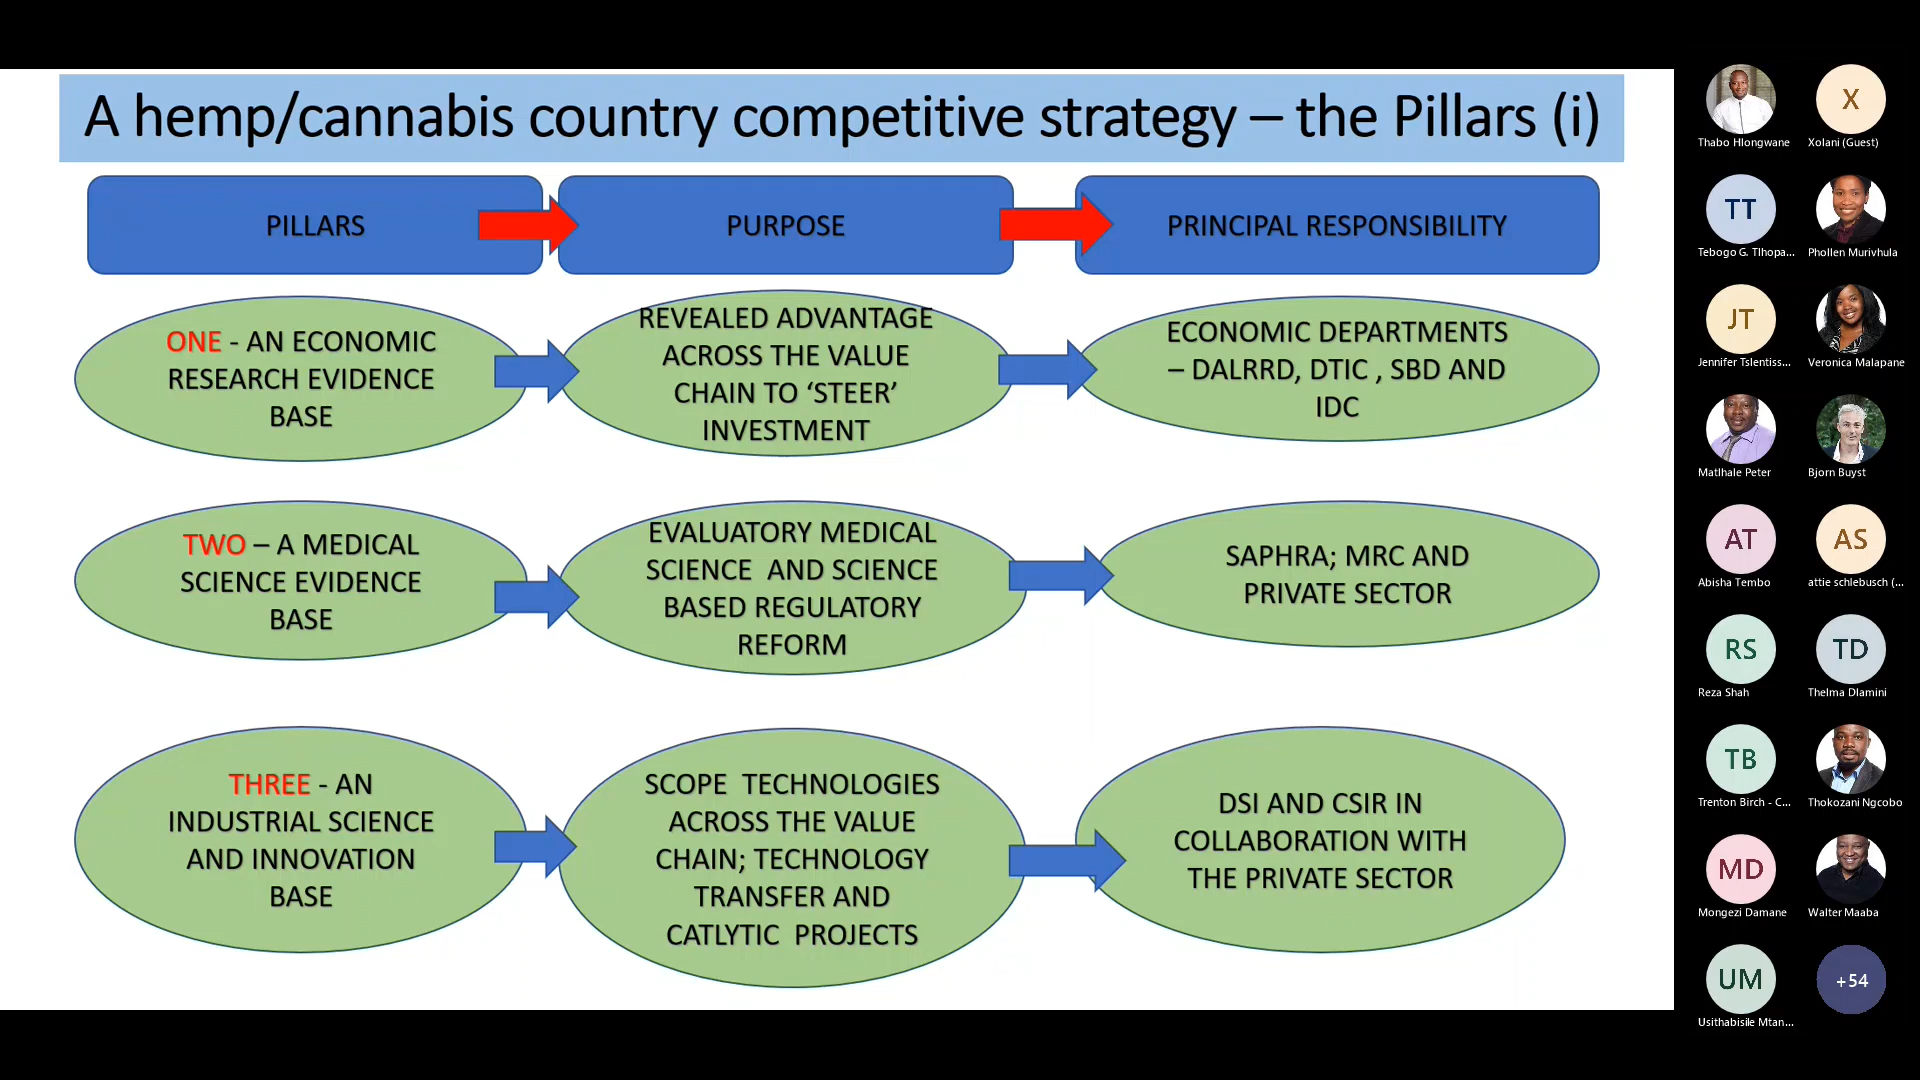 A hemp/cannabis country competitive strategy – the Pillars (i)
PILLARS
PURPOSE
PRINCIPAL RESPONSIBILITY
ONE - AN ECONOMIC
RESEARCH EVIDENCE
BASE
REVEALED ADVANTAGE
ACROSS THE VALUE
CHAIN TO ‘STEER’
INVESTMENT
ECONOMIC DEPARTMENTS
– DALRRD, DTIC , SBD AND
IDC
TWO – A MEDICAL
SCIENCE EVIDENCE
BASE
EVALUATORY MEDICAL
SCIENCE  AND SCIENCE
BASED REGULATORY
REFORM
SAPHRA; MRC AND
PRIVATE SECTOR
THREE - AN
INDUSTRIAL SCIENCE
AND INNOVATION
BASE
SCOPE  TECHNOLOGIES
ACROSS THE VALUE
CHAIN; TECHNOLOGY
TRANSFER AND
CATLYTIC  PROJECTS
DSI AND CSIR IN
COLLABORATION WITH
THE PRIVATE SECTOR
Thabo Hlongwane
X
Xolani (Guest)
TT
Tebogo G. Tlhopa...
Phollen Murivhula
JT
Jennifer Tslentiss...
Veronica Malapane
Matlhale Peter
Bjorn Buyst
AT
Abisha Tembo
AS
attie schlebusch (...
RS
Reza Shah
TD
Thelma Dlamini
TB
Trenton Birch - C...
Thokozani Ngcobo
MD
Mongezi Damane
Walter Maaba
UM
Usithabisile Mtan...
+54